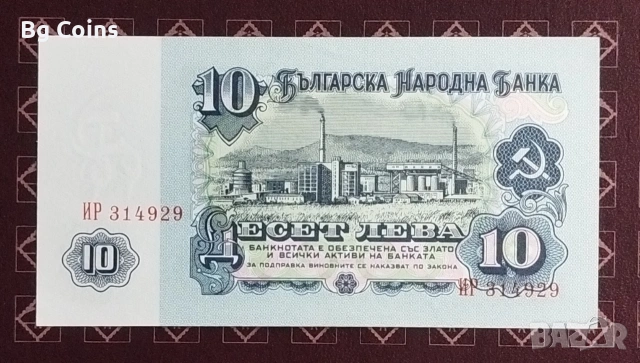 Bg Coins
10 БЪЛГАРСКА НАРОДНА БАНКА
ИР 314929
ДЕСЕТ ЛЕВА
БАНКНОТАТА Е ОБЕЗПЕЧЕНА СЪС ЗЛАТО
И ВСИЧКИ АКТИВИ НА БАНКАТА
ЗА ПОДПРАВКА ВИНОВНИТЕ СЕ НАКАЗВАТ ПО ЗАКОНА
10
10
ИР 314929
BAZAR